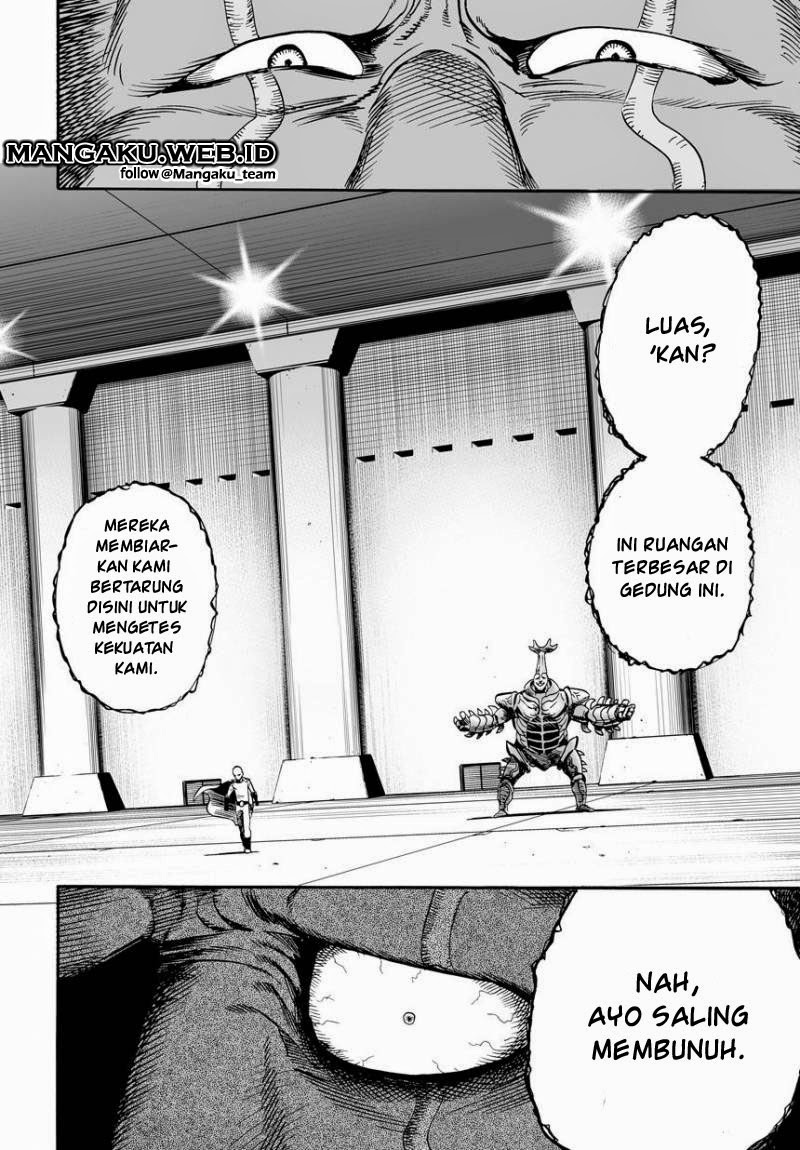 MANGAKU.WEB.ID
follow @Mangaku_team
LUAS,
'KAN?
INI RUANGAN
TERBESAR DI
GEDUNG INI.
MEREKA
MEMBIAR-
KAN KAMI
BERTARUNG
DISINI UNTUK
MENGETES
KEKUATAN
KAMI.
NAH,
AYO SALING
MEMBUNUH.